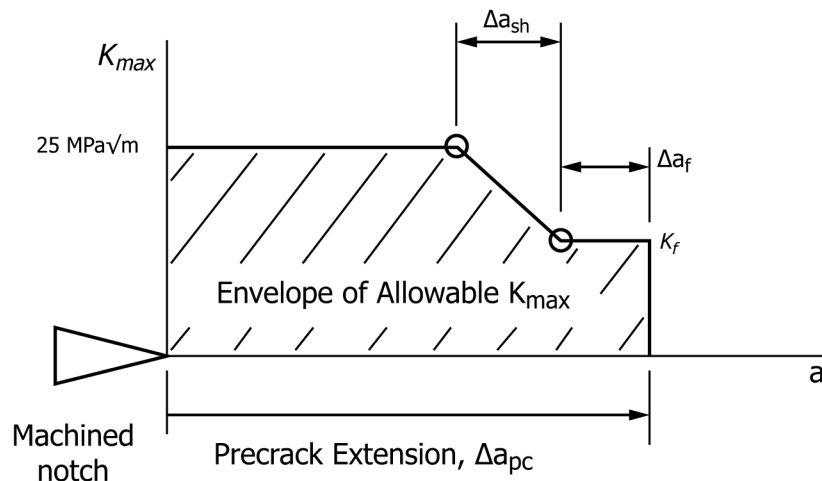 Δa_sh
K_max
25 MPa√m
Δa_f
K_f
Envelope of Allowable K_max
a
Machined
notch
Precrack Extension, Δa_pc